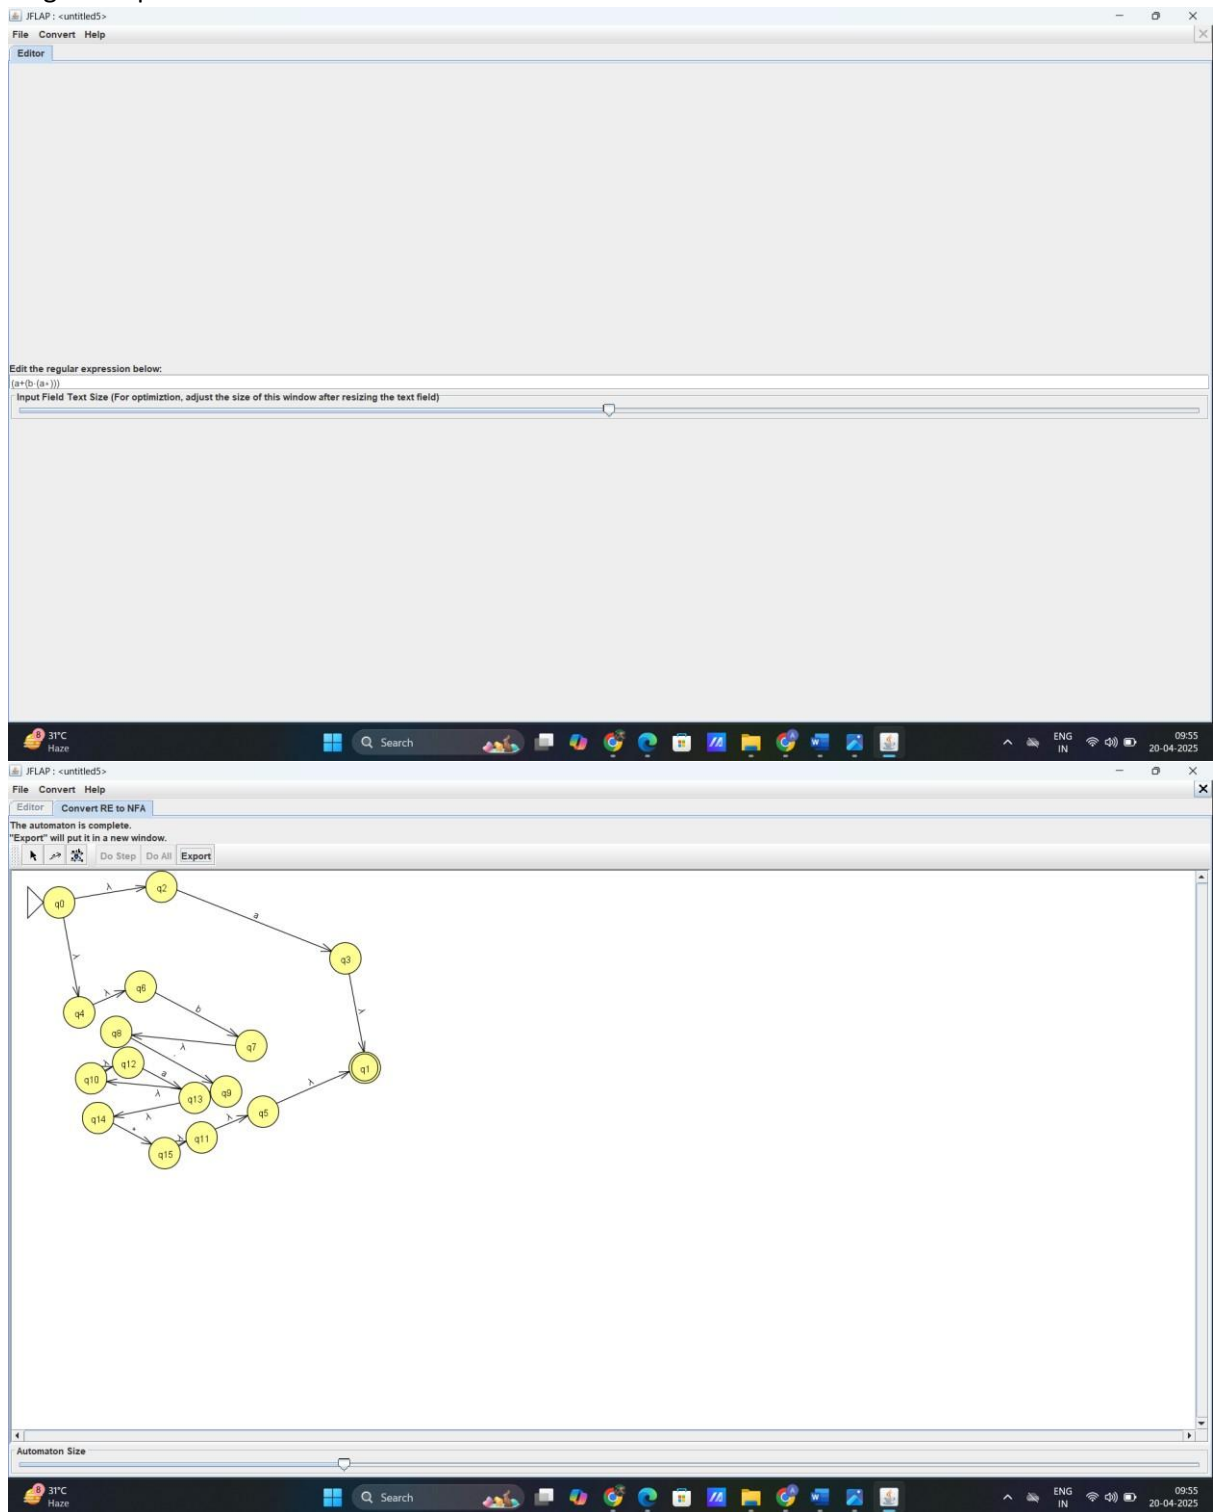 JFLAP : <untitled5>
File Convert Help
Editor
Edit the regular expression below:
(a+(b·(a∗)))
Input Field Text Size (For optimiztion, adjust the size of this window after resizing the text field)
31°C
Haze
Search
ENG
IN
09:55
20-04-2025
JFLAP : <untitled5>
File Convert Help
Editor Convert RE to NFA
The automaton is complete.
"Export" will put it in a new window.
Do Step Do All Export
λ q2
q0
a
λ
q3
q6
λ
q4
b
λ
q8
q7
λ
q12
λ
q1
a
q10
λ
q9
q13
λ
λ
q5
q14
λ
*
q11
λ
q15
Automaton Size
31°C
Haze
Search
ENG
IN
09:55
20-04-2025